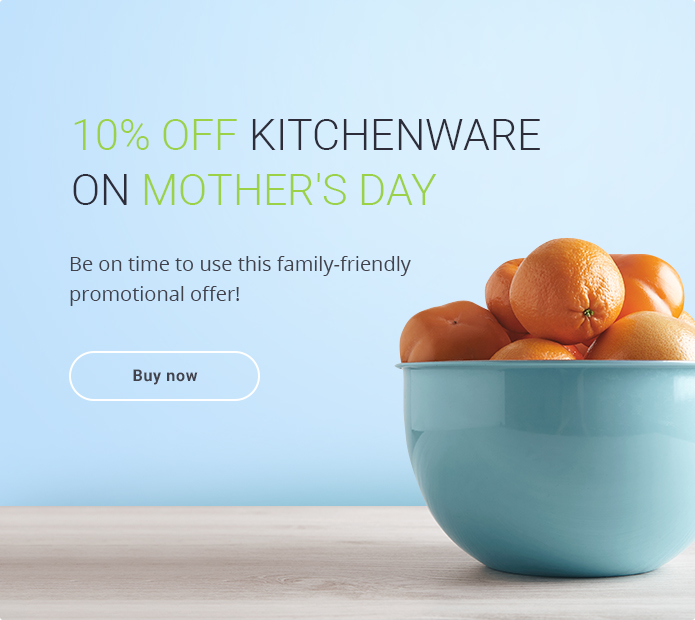 10% OFF KITCHENWARE
ON MOTHER'S DAY
Be on time to use this family-friendly
promotional offer!
Buy now